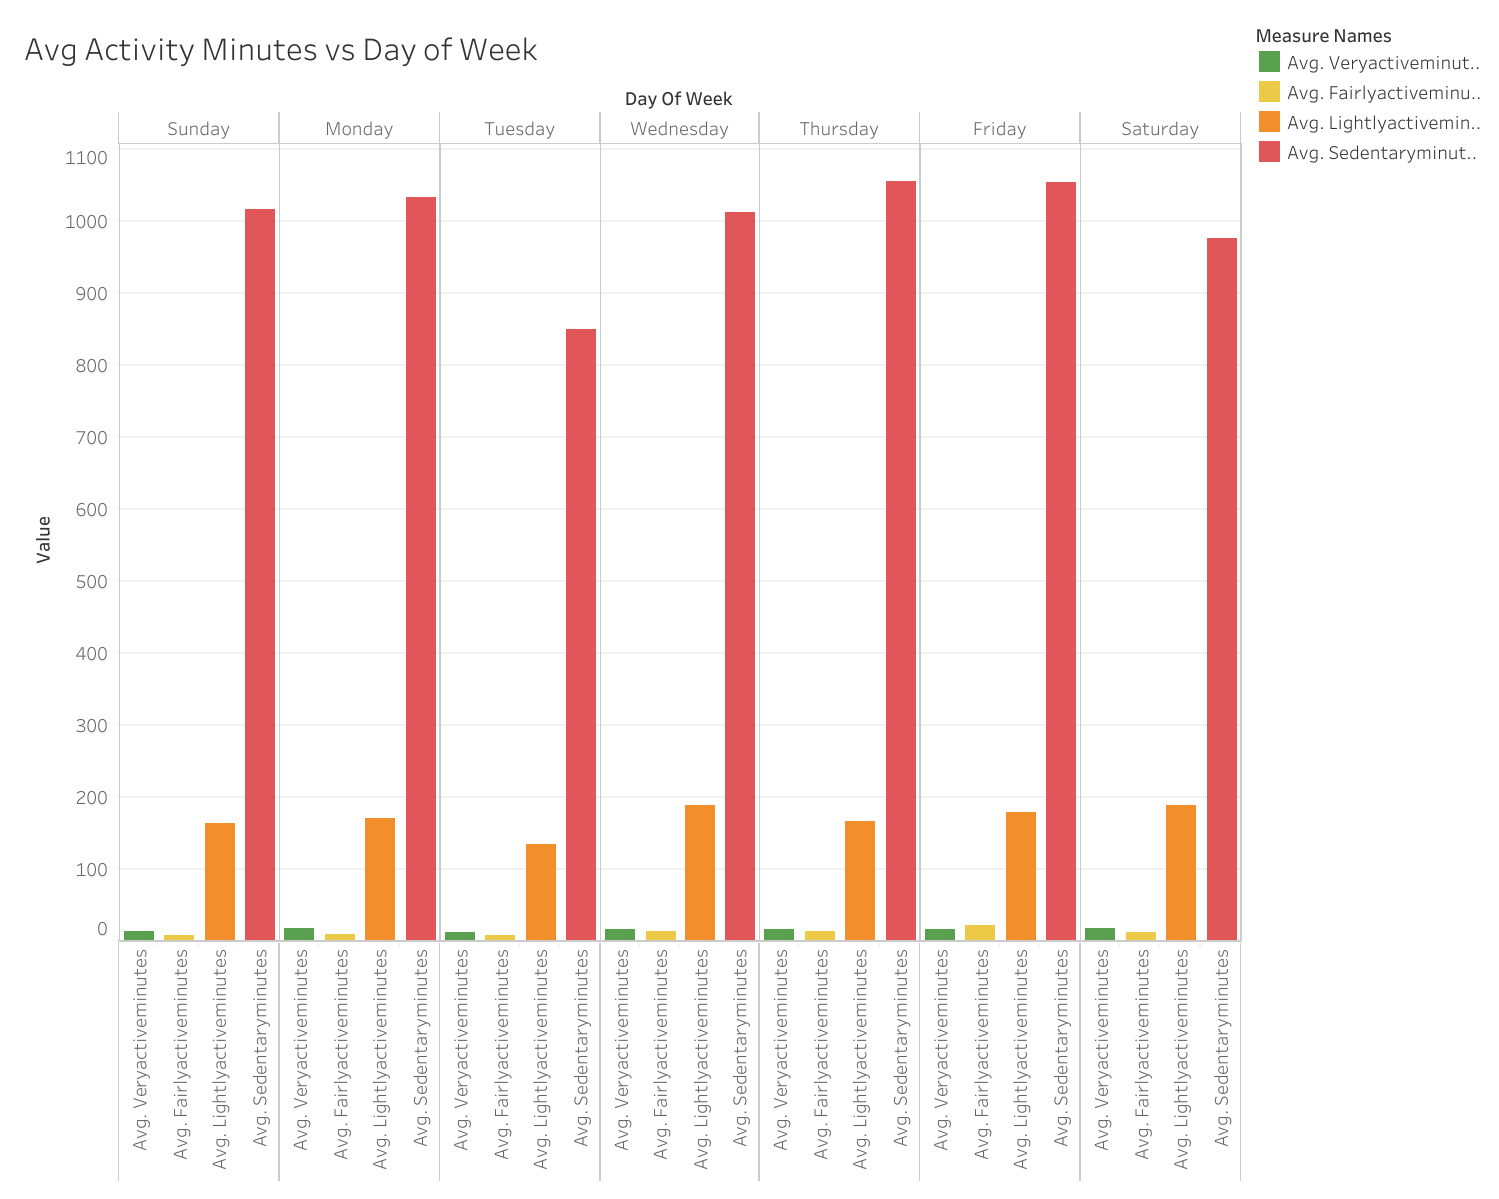 Avg Activity Minutes vs Day of Week
Measure Names
Avg. Veryactiveminut..
Avg. Fairlyactiveminu..
Avg. Lightlyactivemin..
Avg. Sedentaryminut..
Day Of Week
Sunday Monday Tuesday Wednesday Thursday Friday Saturday
1100
1000
900
800
700
600
500
400
300
200
100
0
Value
Avg. Veryactiveminutes
Avg. Fairlyactiveminutes
Avg. Lightlyactiveminutes
Avg. Sedentaryminutes
Avg. Veryactiveminutes
Avg. Fairlyactiveminutes
Avg. Lightlyactiveminutes
Avg. Sedentaryminutes
Avg. Veryactiveminutes
Avg. Fairlyactiveminutes
Avg. Lightlyactiveminutes
Avg. Sedentaryminutes
Avg. Veryactiveminutes
Avg. Fairlyactiveminutes
Avg. Lightlyactiveminutes
Avg. Sedentaryminutes
Avg. Veryactiveminutes
Avg. Fairlyactiveminutes
Avg. Lightlyactiveminutes
Avg. Sedentaryminutes
Avg. Veryactiveminutes
Avg. Fairlyactiveminutes
Avg. Lightlyactiveminutes
Avg. Sedentaryminutes
Avg. Veryactiveminutes
Avg. Fairlyactiveminutes
Avg. Lightlyactiveminutes
Avg. Sedentaryminutes